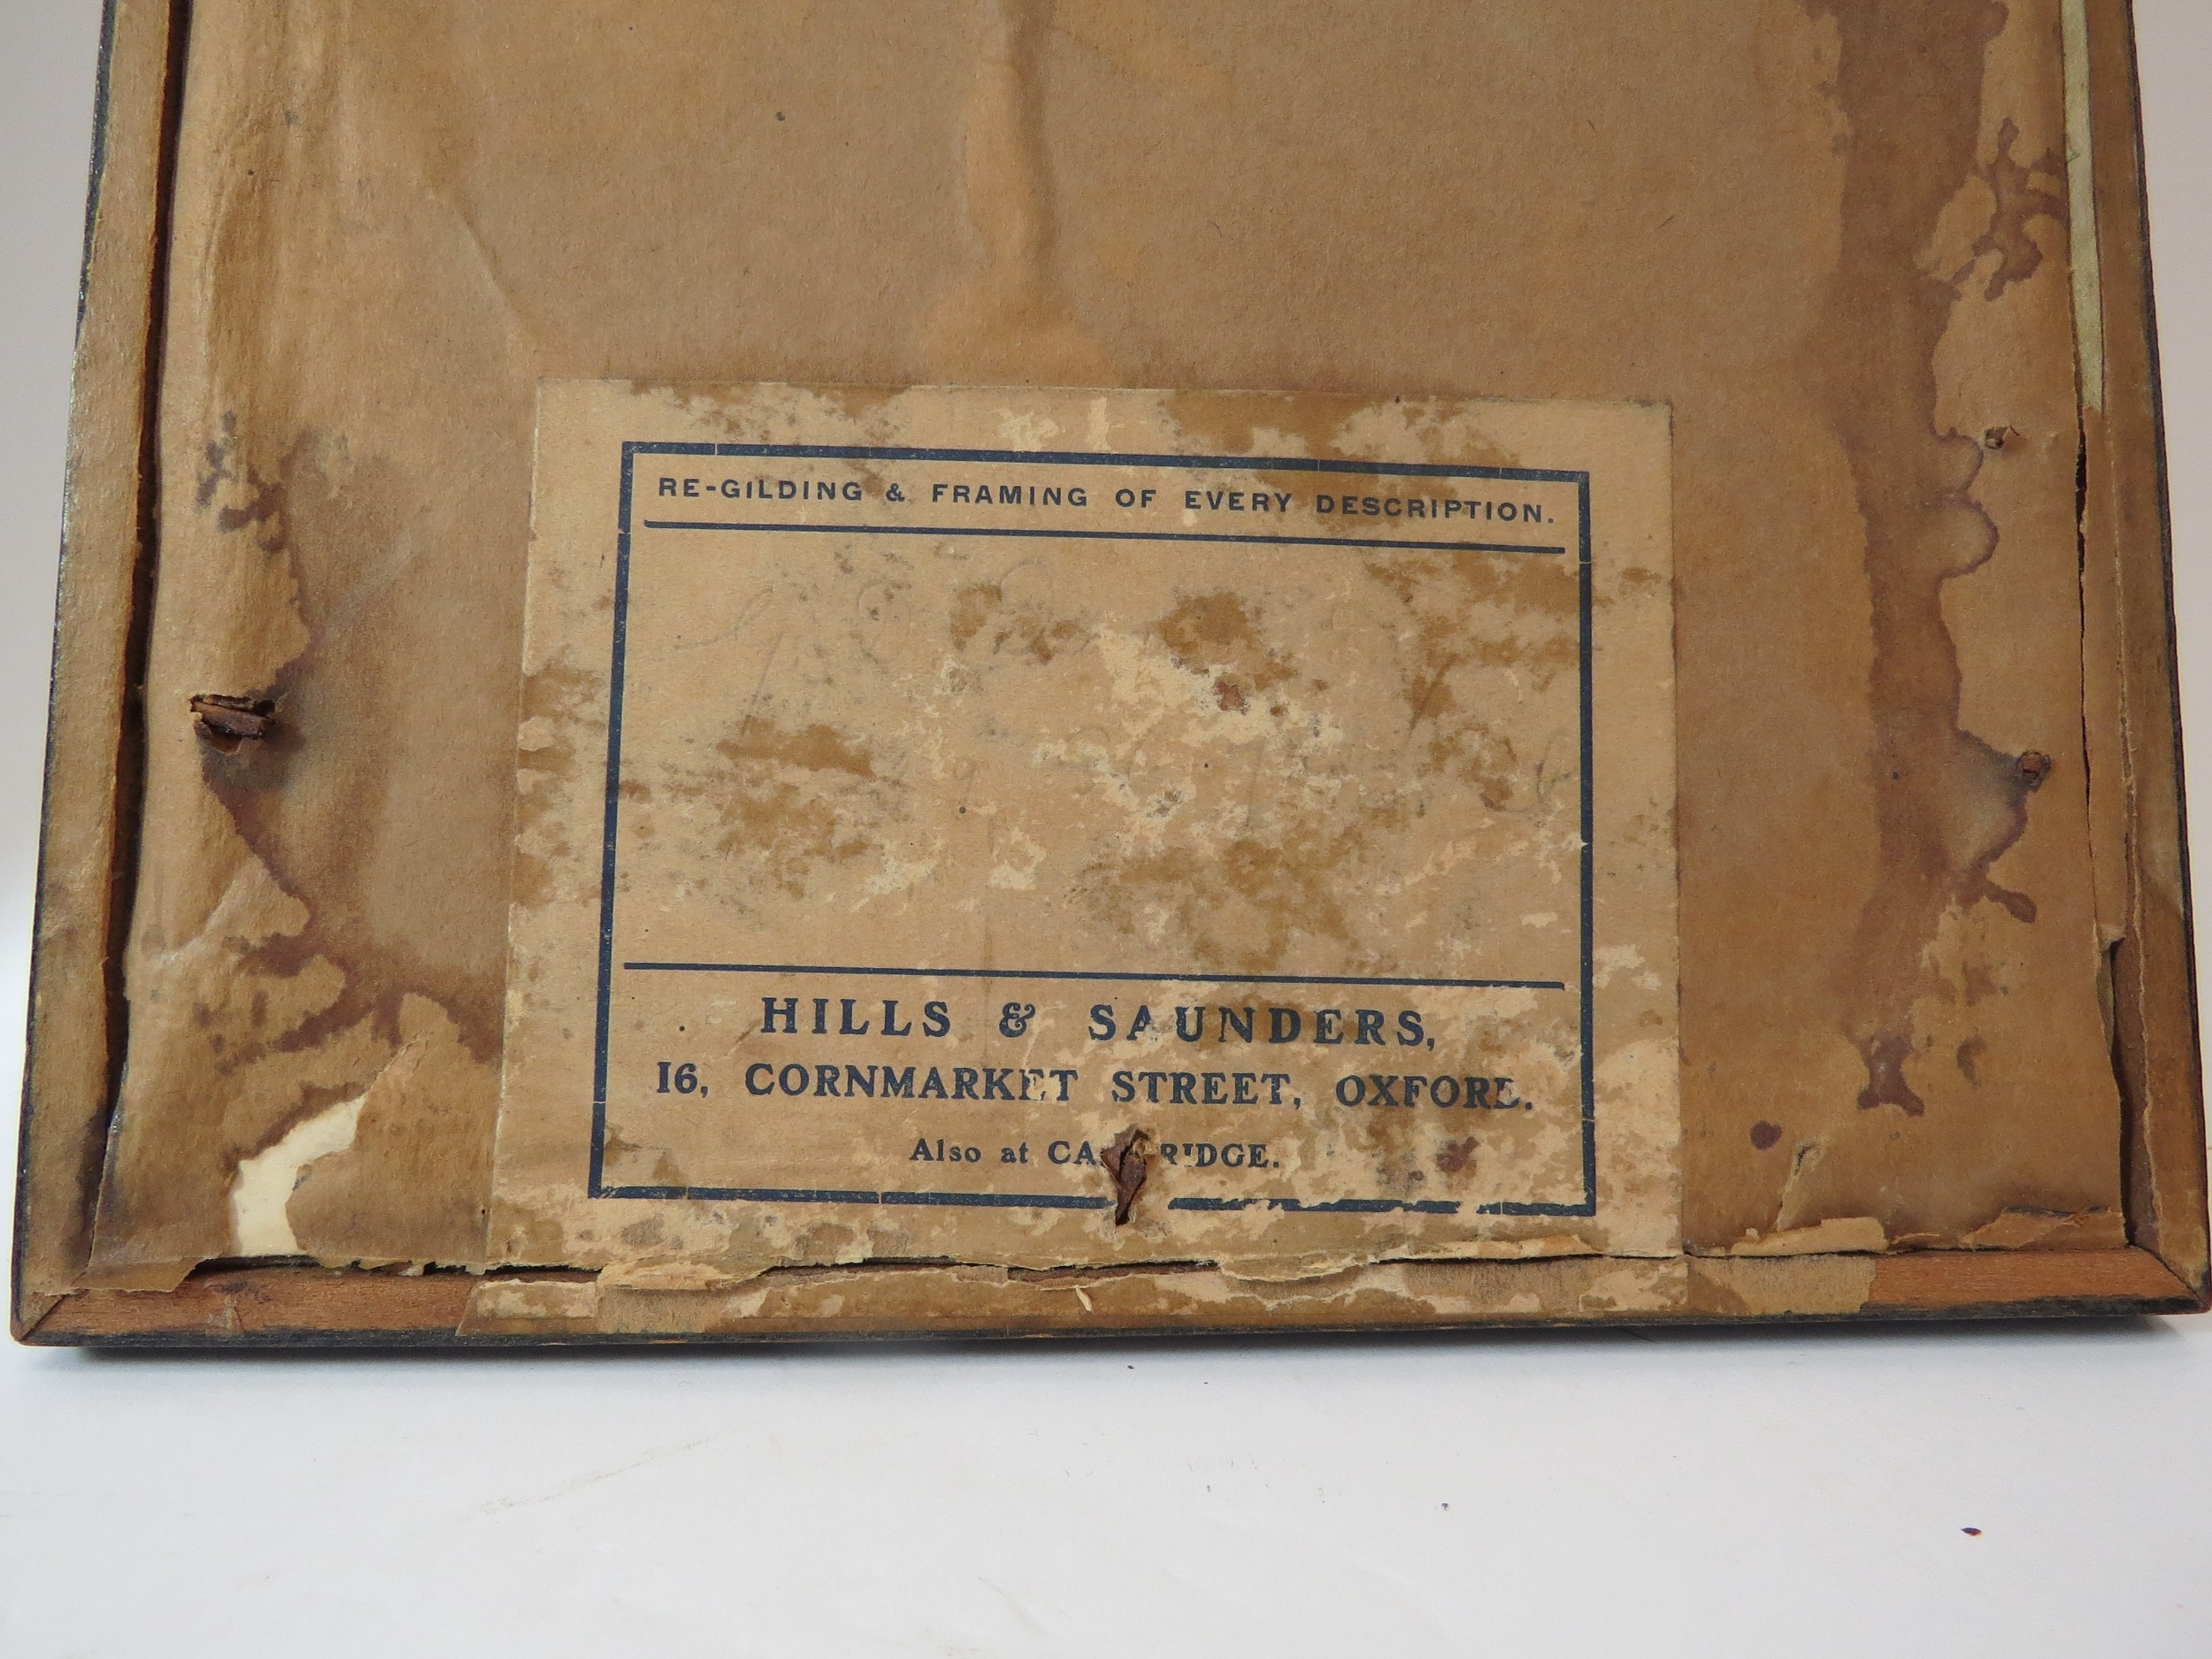 RE-GILDING & FRAMING OF EVERY DESCRIPTION.
HILLS & SAUNDERS,
16, CORNMARKET STREET, OXFORD.
Also at CAMBRIDGE.